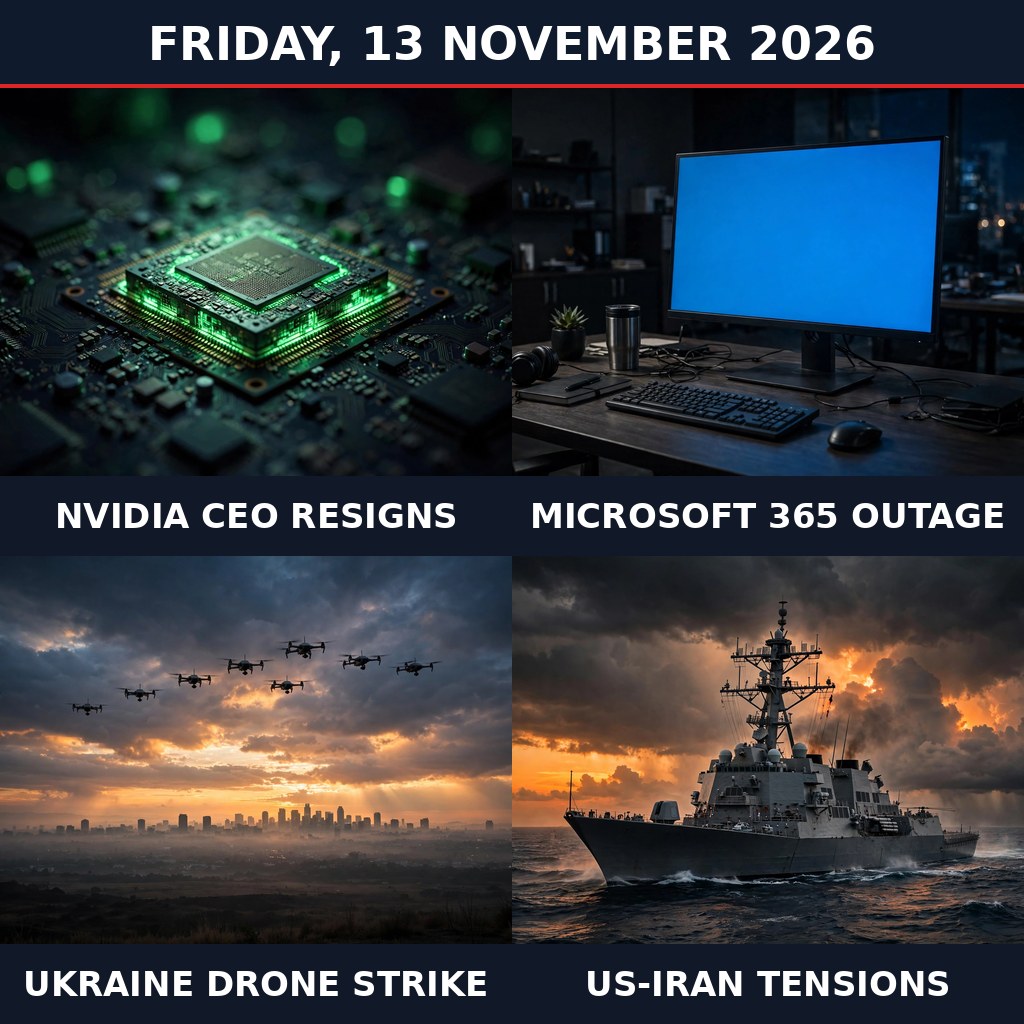 FRIDAY, 13 NOVEMBER 2026
NVIDIA CEO RESIGNS
MICROSOFT 365 OUTAGE
UKRAINE DRONE STRIKE
US-IRAN TENSIONS